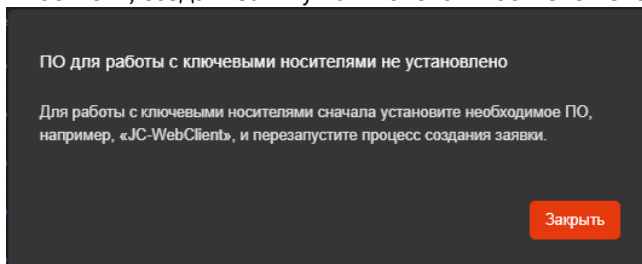 ПО для работы с ключевыми носителями не установлено
Для работы с ключевыми носителями сначала установите необходимое ПО,
например, «JC-WebClient», и перезапустите процесс создания заявки.
Закрыть